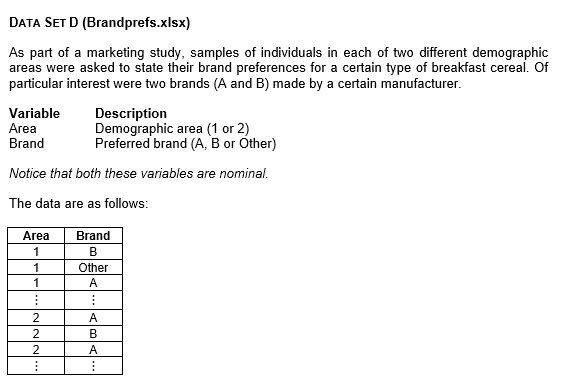 DATA SET D (Brandprefs.xlsx)
As part of a marketing study, samples of individuals in each of two different demographic
areas were asked to state their brand preferences for a certain type of breakfast cereal. Of
particular interest were two brands (A and B) made by a certain manufacturer.
Variable Description
Area Demographic area (1 or 2)
Brand Preferred brand (A, B or Other)
Notice that both these variables are nominal.
The data are as follows:
Area Brand
1 B
1 Other
1 A
⋮ ⋮
2 A
2 B
2 A
⋮ ⋮